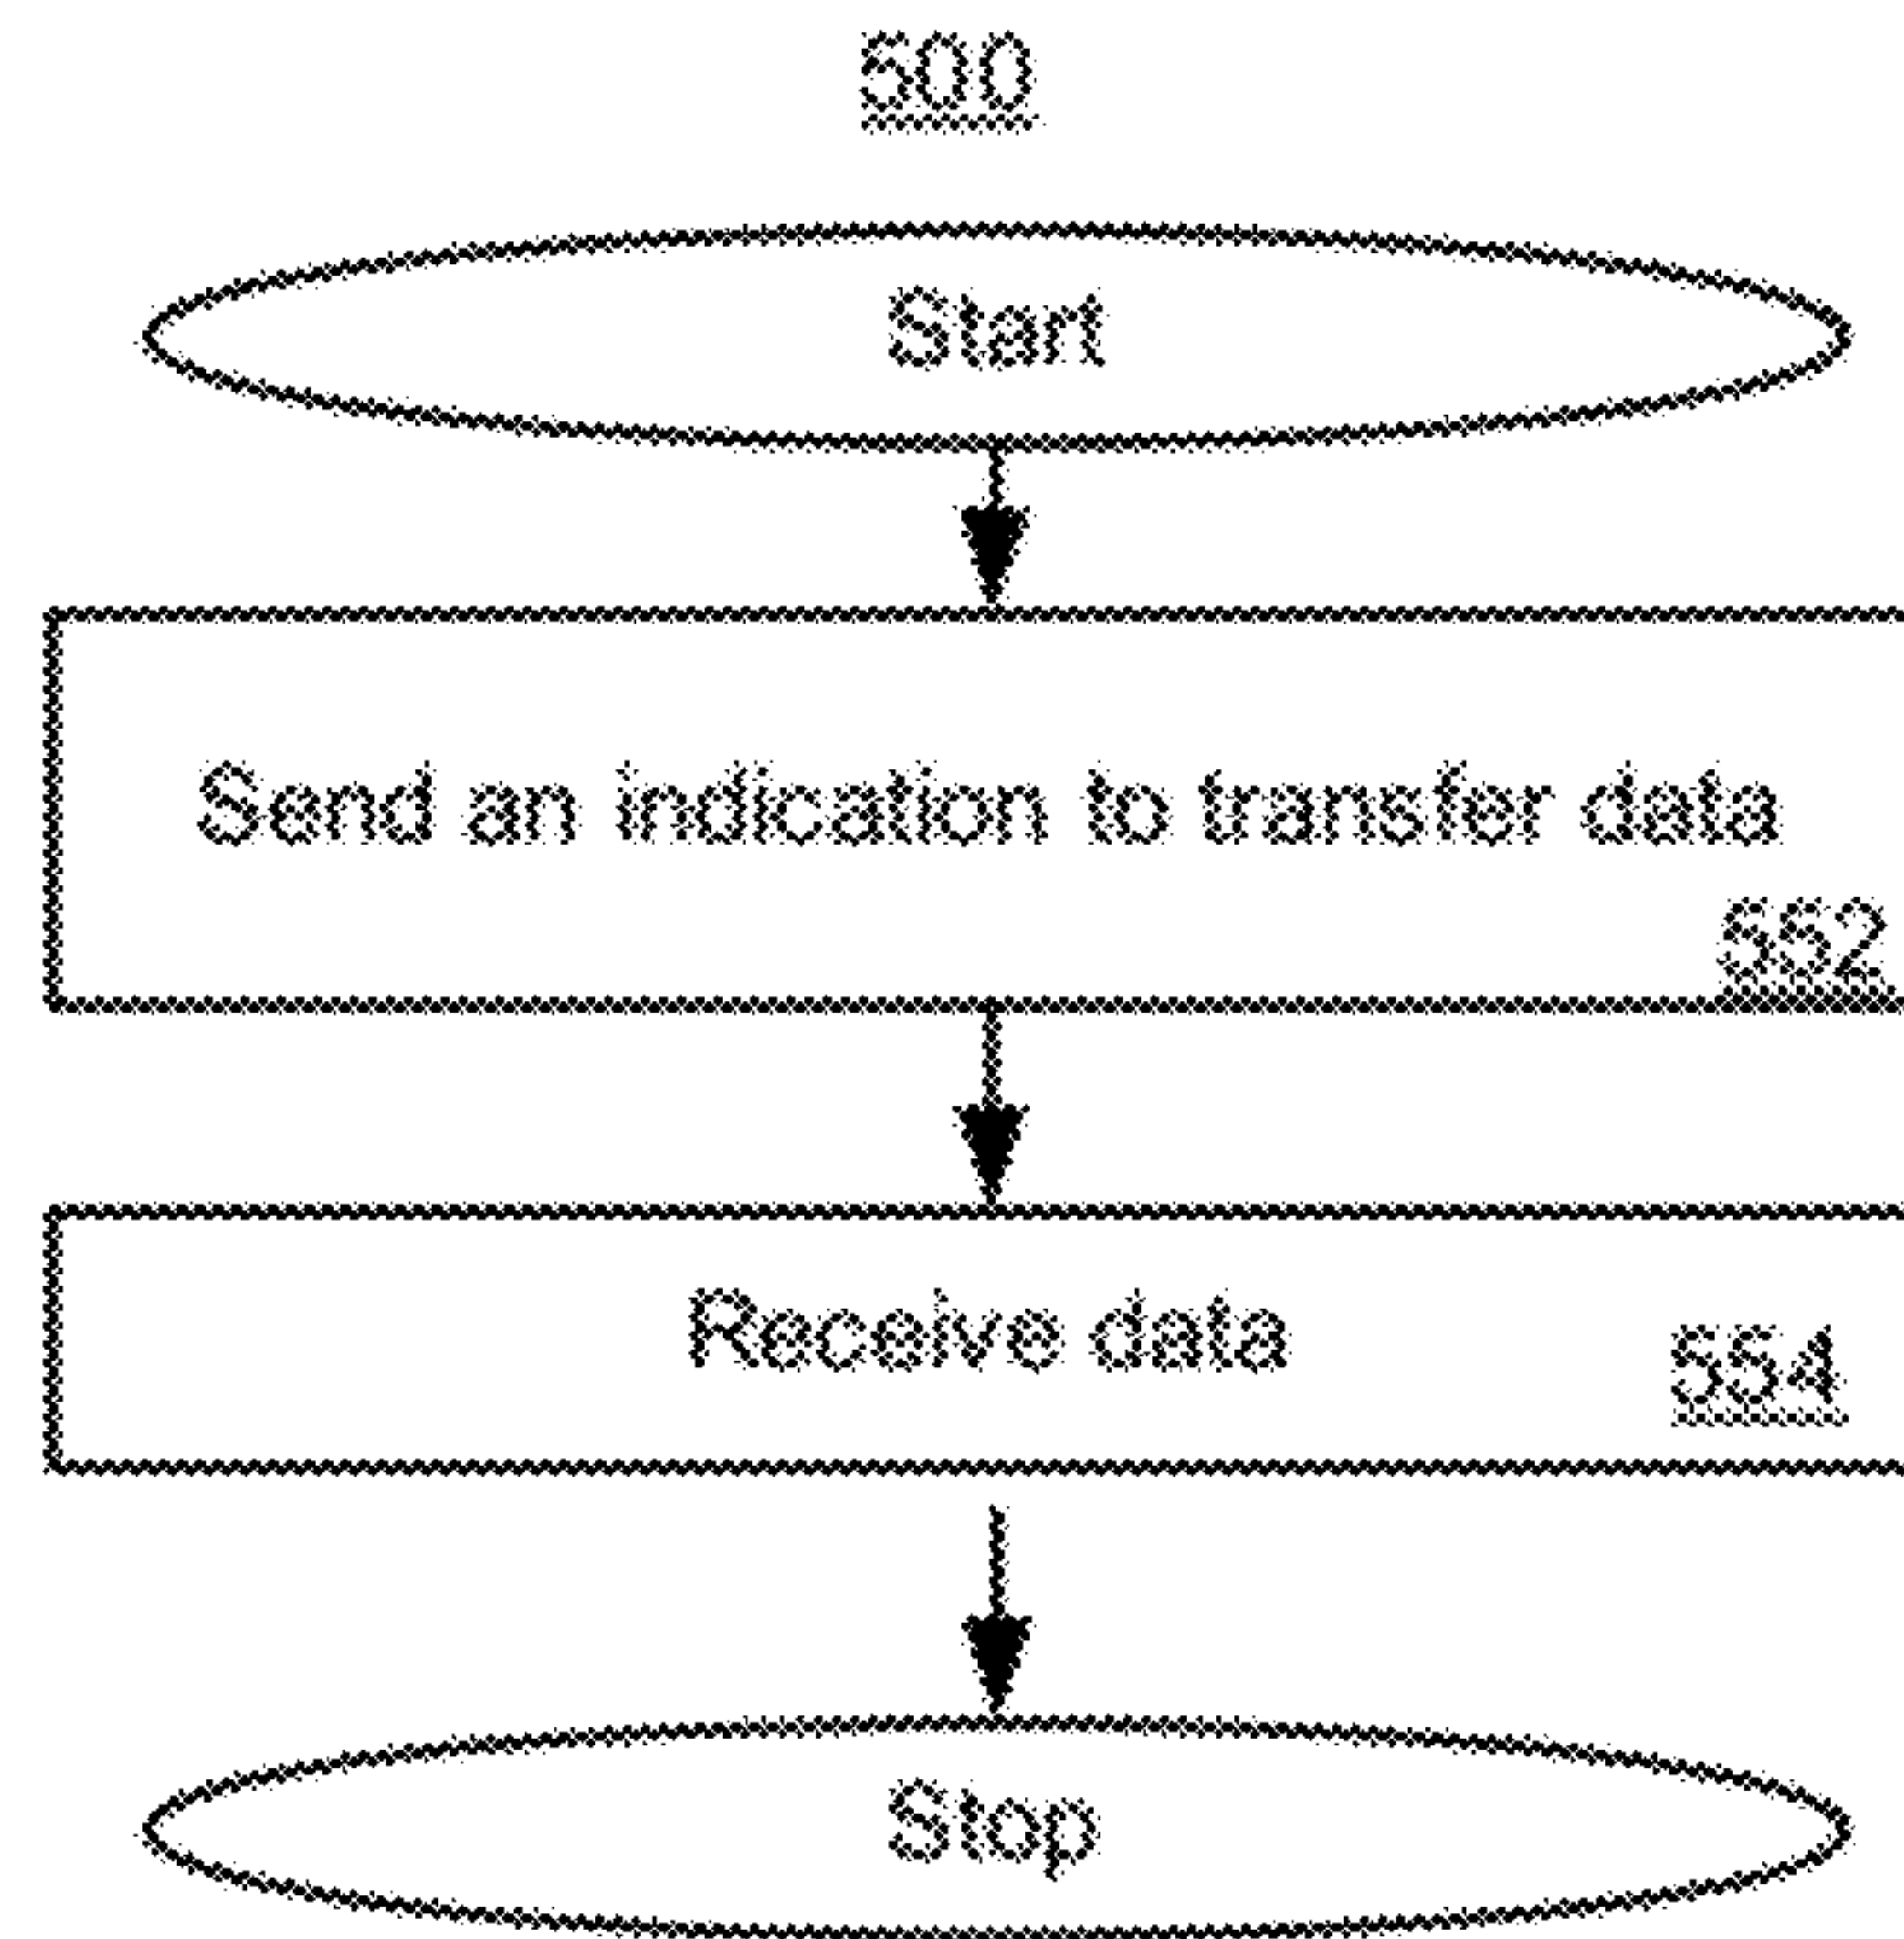 500
Start
Send an indication to transfer data
552
Receive data
554
Stop